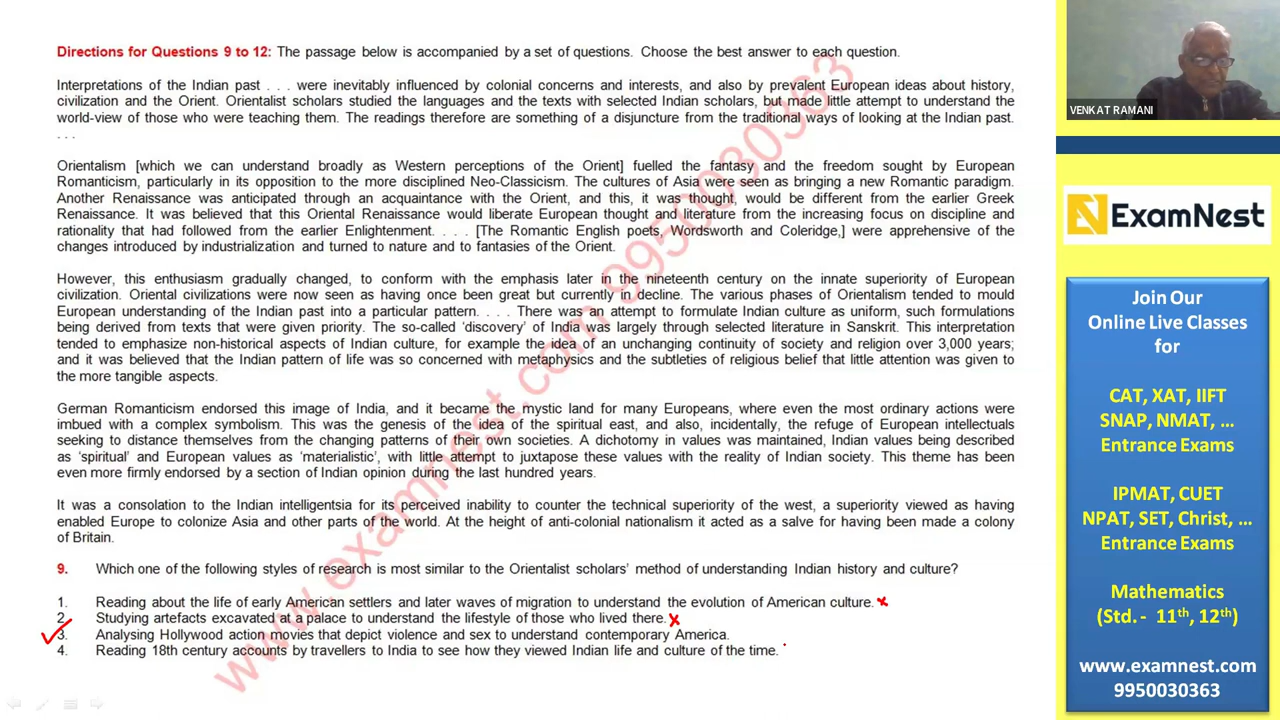 Directions for Questions 9 to 12: The passage below is accompanied by a set of questions. Choose the best answer to each question.
Interpretations of the Indian past . . . were inevitably influenced by colonial concerns and interests, and also by prevalent European ideas about history,
civilization and the Orient. Orientalist scholars studied the languages and the texts with selected Indian scholars, but made little attempt to understand the
world-view of those who were teaching them. The readings therefore are something of a disjuncture from the traditional ways of looking at the Indian past.
. . .
Orientalism [which we can understand broadly as Western perceptions of the Orient] fuelled the fantasy and the freedom sought by European
Romanticism, particularly in its opposition to the more disciplined Neo-Classicism. The cultures of Asia were seen as bringing a new Romantic paradigm.
Another Renaissance was anticipated through an acquaintance with the Orient, and this, it was thought, would be different from the earlier Greek
Renaissance. It was believed that this Oriental Renaissance would liberate European thought and literature from the increasing focus on discipline and
rationality that had followed from the earlier Enlightenment. . . . [The Romantic English poets, Wordsworth and Coleridge,] were apprehensive of the
changes introduced by industrialization and turned to nature and to fantasies of the Orient.
However, this enthusiasm gradually changed, to conform with the emphasis later in the nineteenth century on the innate superiority of European
civilization. Oriental civilizations were now seen as having once been great but currently in decline. The various phases of Orientalism tended to mould
European understanding of the Indian past into a particular pattern. . . . There was an attempt to formulate Indian culture as uniform, such formulations
being derived from texts that were given priority. The so-called ‘discovery’ of India was largely through selected literature in Sanskrit. This interpretation
tended to emphasize non-historical aspects of Indian culture, for example the idea of an unchanging continuity of society and religion over 3,000 years;
and it was believed that the Indian pattern of life was so concerned with metaphysics and the subtleties of religious belief that little attention was given to
the more tangible aspects.
German Romanticism endorsed this image of India, and it became the mystic land for many Europeans, where even the most ordinary actions were
imbued with a complex symbolism. This was the genesis of the idea of the spiritual east, and also, incidentally, the refuge of European intellectuals
seeking to distance themselves from the changing patterns of their own societies. A dichotomy in values was maintained, Indian values being described
as ‘spiritual’ and European values as ‘materialistic’, with little attempt to juxtapose these values with the reality of Indian society. This theme has been
even more firmly endorsed by a section of Indian opinion during the last hundred years.
It was a consolation to the Indian intelligentsia for its perceived inability to counter the technical superiority of the west, a superiority viewed as having
enabled Europe to colonize Asia and other parts of the world. At the height of anti-colonial nationalism it acted as a salve for having been made a colony
of Britain.
9. Which one of the following styles of research is most similar to the Orientalist scholars’ method of understanding Indian history and culture?
1. Reading about the life of early American settlers and later waves of migration to understand the evolution of American culture.
2. Studying artefacts excavated at a palace to understand the lifestyle of those who lived there.
3. Analysing Hollywood action movies that depict violence and sex to understand contemporary America.
4. Reading 18th century accounts by travellers to India to see how they viewed Indian life and culture of the time.
www.examnest.com 9950030363
VENKAT RAMANI
ExamNest
Join Our
Online Live Classes
for
CAT, XAT, IIFT
SNAP, NMAT, ...
Entrance Exams
IPMAT, CUET
NPAT, SET, Christ, ...
Entrance Exams
Mathematics
(Std. - 11th, 12th)
www.examnest.com
9950030363